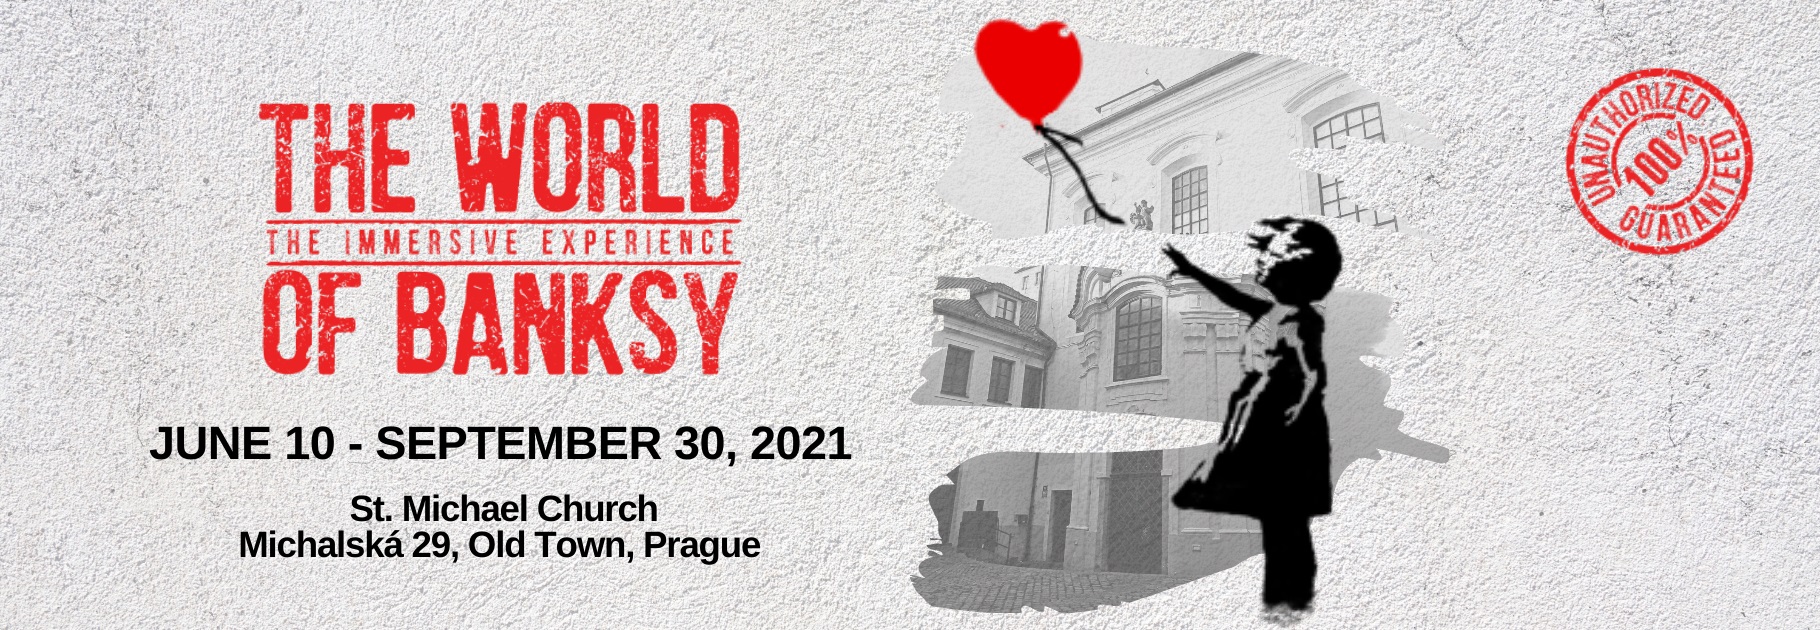 THE WORLD
THE IMMERSIVE EXPERIENCE
OF BANKSY
JUNE 10 - SEPTEMBER 30, 2021
St. Michael Church
Michalská 29, Old Town, Prague
UNAUTHORIZED
100%
GUARANTEED